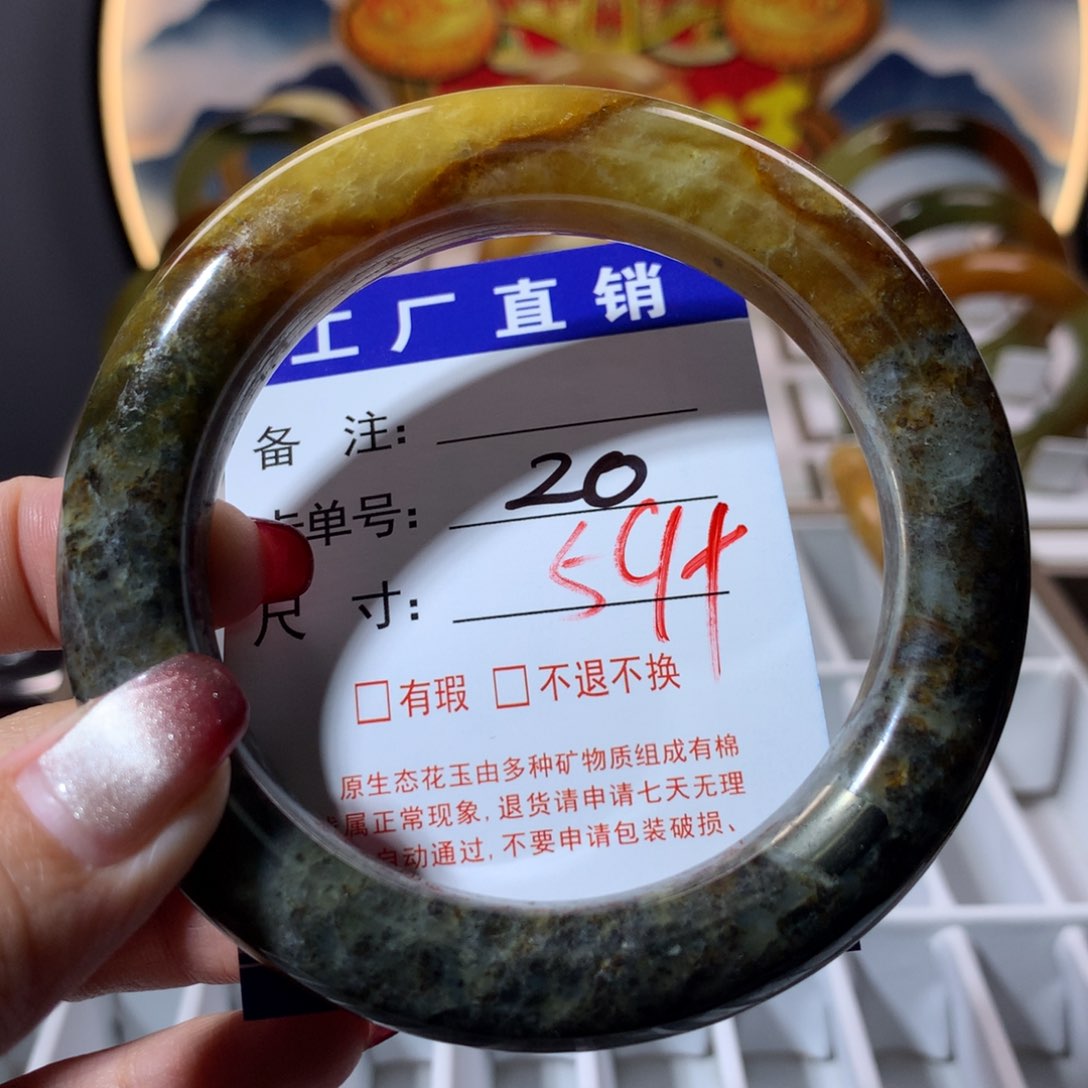 工厂直销
备 注:
卡单号: 20
尺 寸: 594
□有瑕 □不退不换
原生态花玉由多种矿物质组成有棉
属正常现象, 退货请申请七天无理
自动通过, 不要申请包装破损、